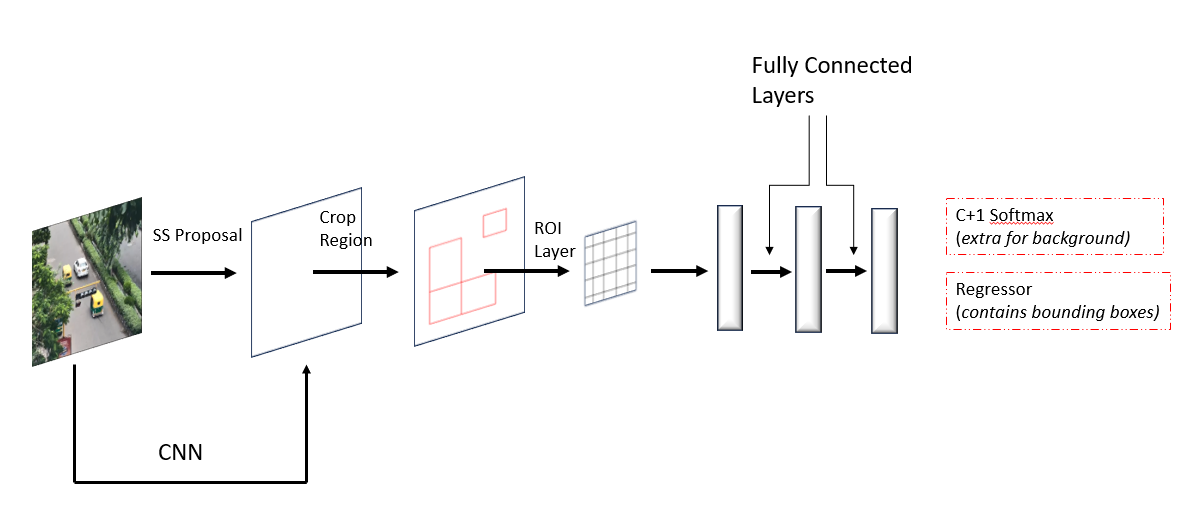 Fully Connected
Layers
SS Proposal
Crop
Region
ROI
Layer
C+1 Softmax
(extra for background)
Regressor
(contains bounding boxes)
CNN